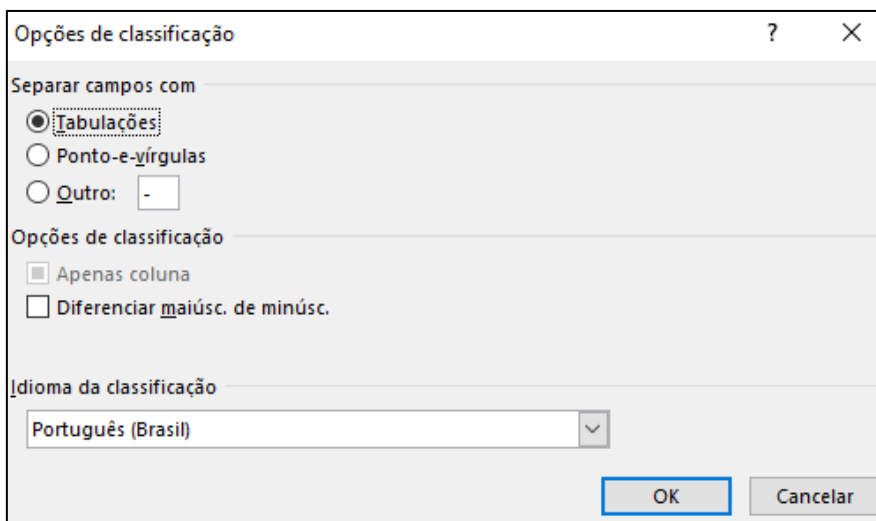 Opções de classificação ?
Separar campos com
Tabulações
Ponto-e-vírgulas
Outro: -
Opções de classificação
Apenas coluna
Diferenciar maiúsc. de minúsc.
Idioma da classificação
Português (Brasil)
OK Cancelar